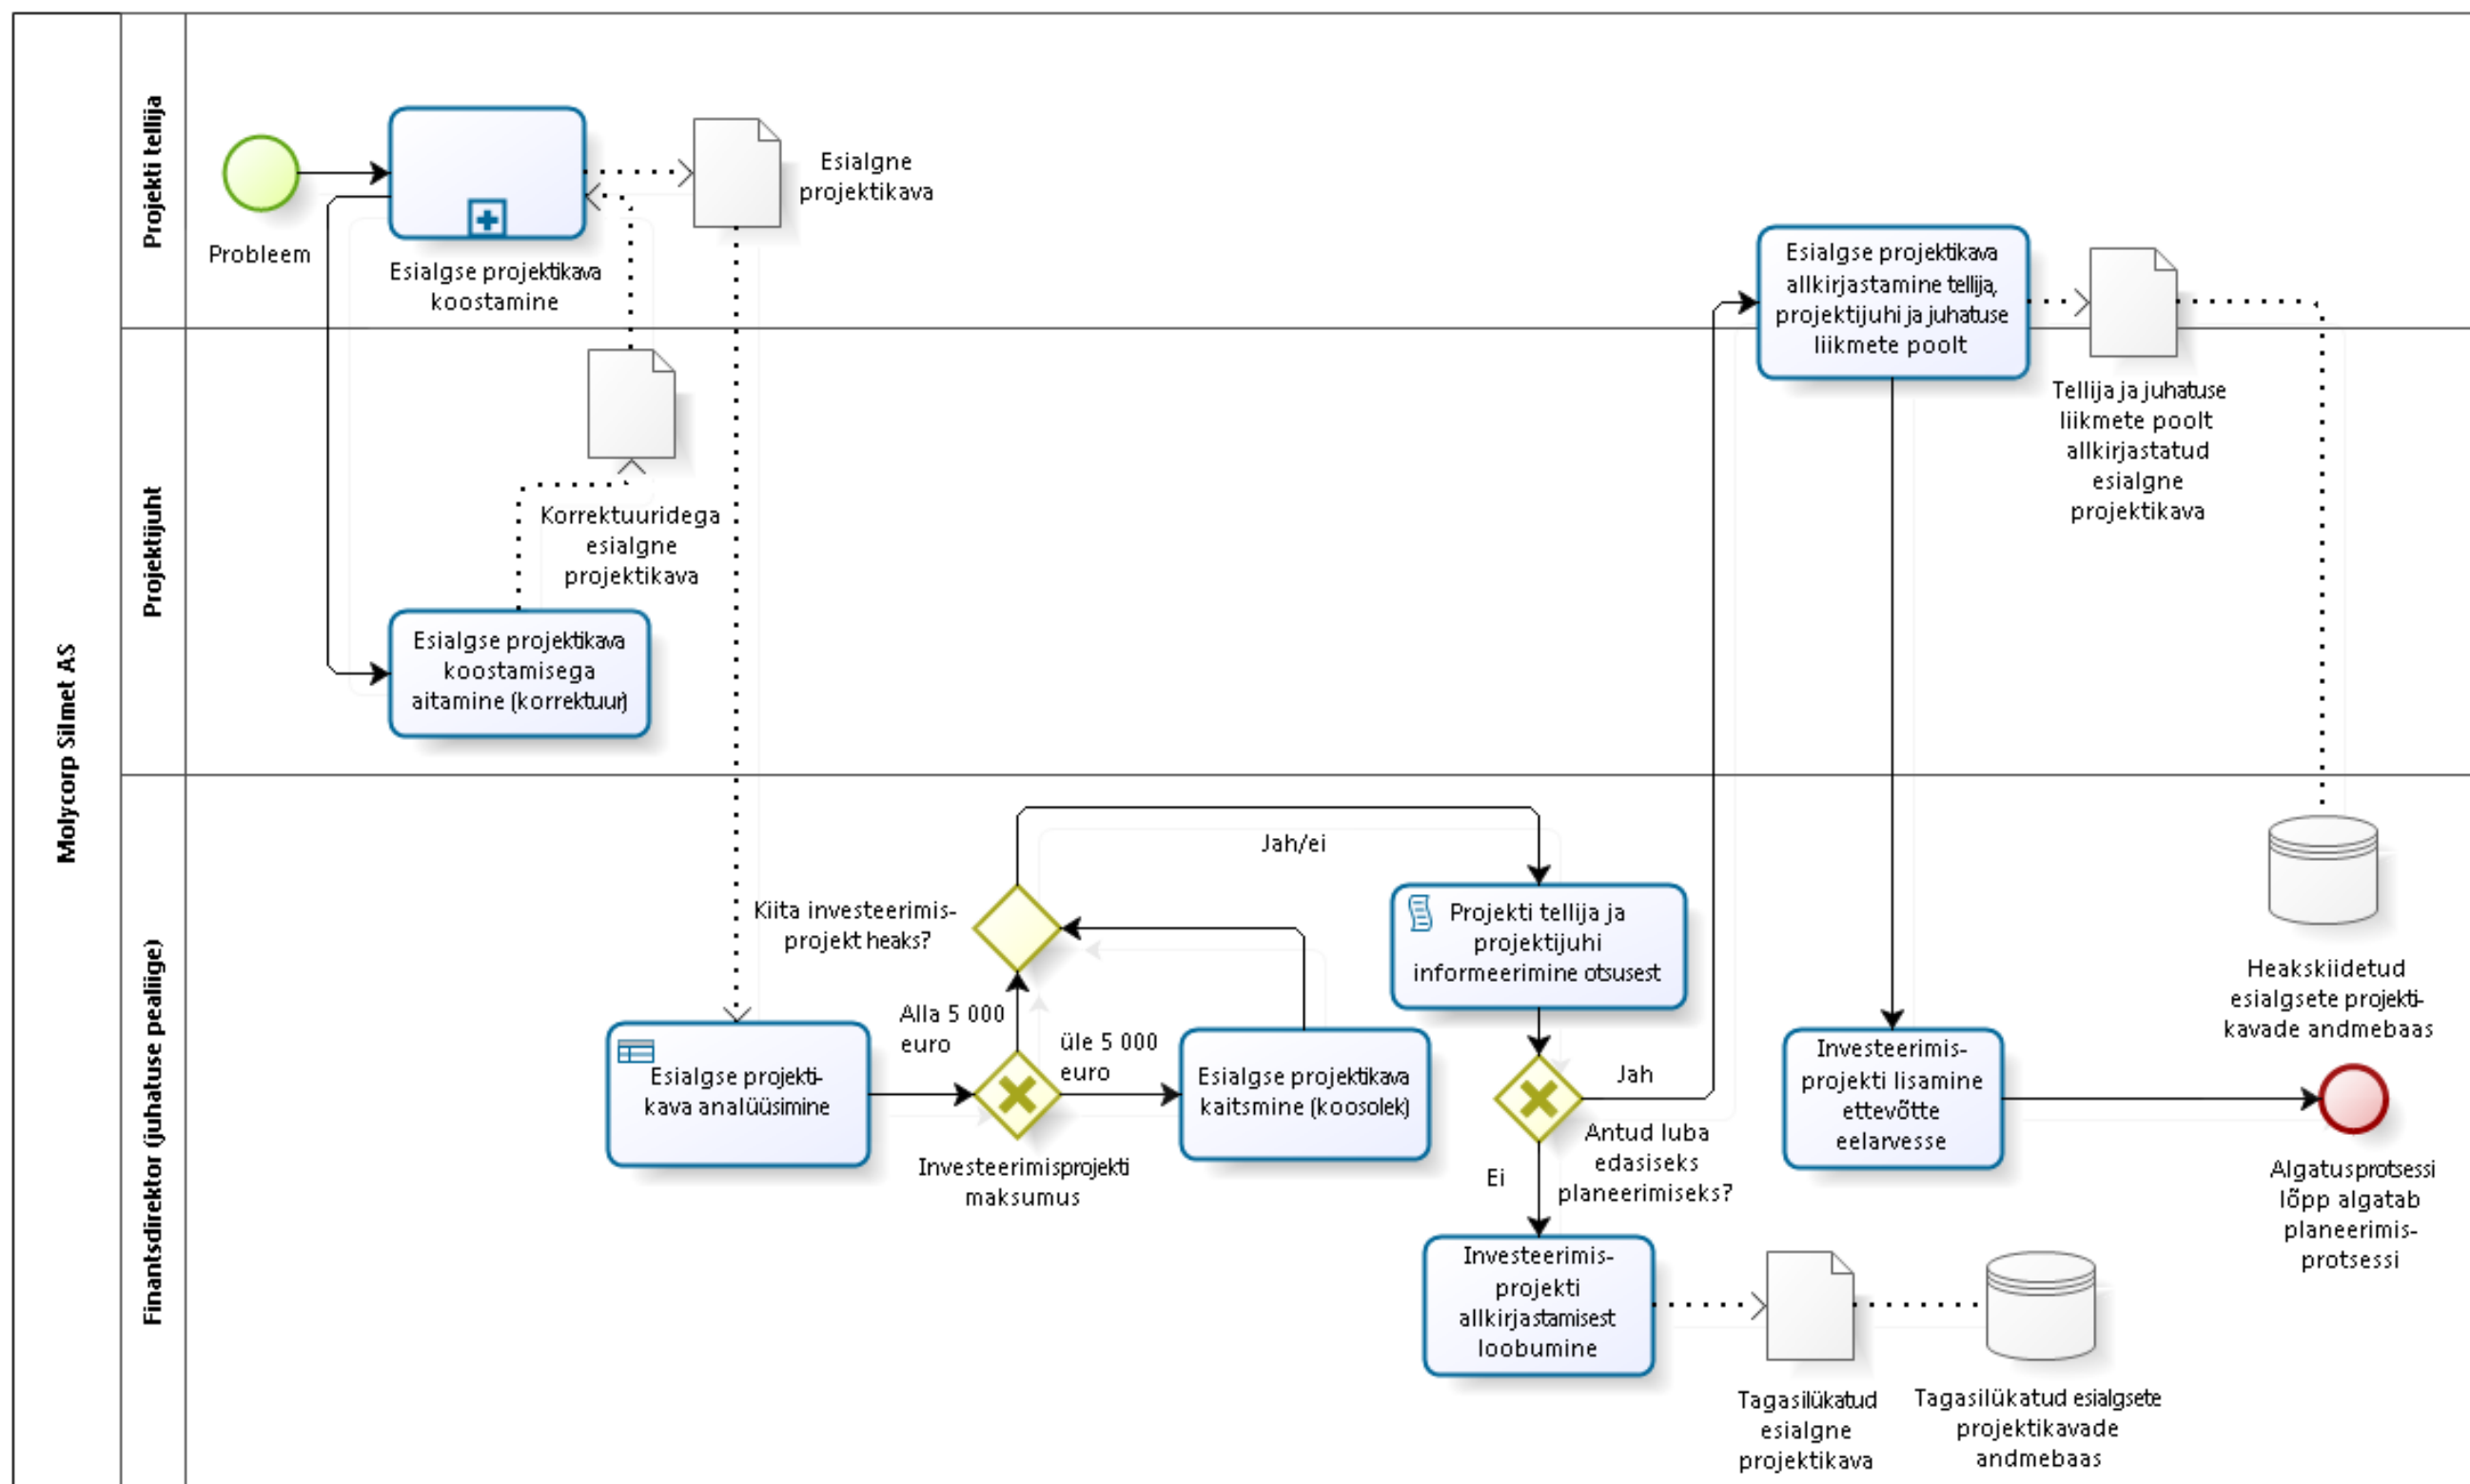 Molycorp Silmet AS
Projekti tellija
Probleem
Esialgse projektikava
koostamine
Esialgne
projektikava
Esialgse projektikava
allkirjastamine tellija,
projektijuhi ja juhatuse
liikmete poolt
Tellija ja juhatuse
liikmete poolt
allkirjastatud
esialgne
projektikava
Projektijuht
Korrektuuridega
esialgne
projektikava
Esialgse projektikava
koostamisega
aitamine (korrektuur)
Finantsdirektor (juhatuse pealiige)
Esialgse projekti-
kava analüüsimine
Kiita investeerimis-
projekt heaks?
Jah/ei
Alla 5 000
euro
üle 5 000
euro
Investeerimisprojekti
maksumus
Esialgse projektikava
kaitsmine (koosolek)
Projekti tellija ja
projektijuhi
informeerimine otsusest
Jah
Antud luba
edasiseks
planeerimiseks?
Ei
Investeerimis-
projekti
allkirjastamisest
loobumine
Tagasilükatud
esialgne
projektikava
Tagasilükatud esialgsete
projektikavade
andmebaas
Investeerimis-
projekti lisamine
ettevõtte
eelarvesse
Heakskiidetud
esialgsete projekti-
kavade andmebaas
Algatusprotsessi
lõpp algatab
planeerimis-
protsessi